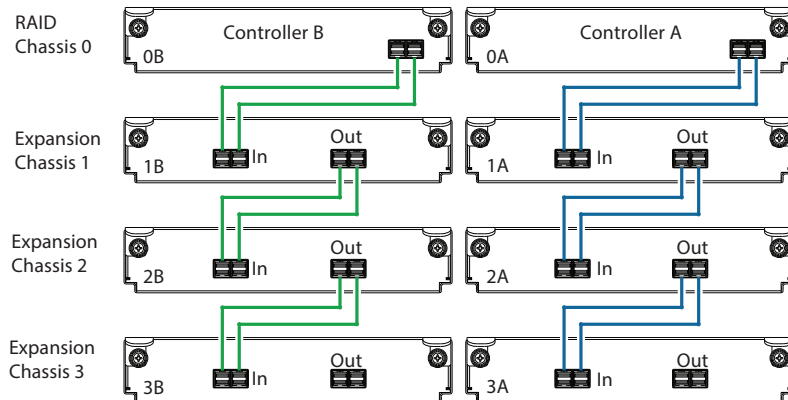 RAID
Chassis 0
Controller B
Controller A
0B
0A
Expansion
Chassis 1
Out
Out
In
In
1B
1A
Expansion
Chassis 2
Out
Out
In
In
2B
2A
Expansion
Chassis 3
Out
Out
In
In
3B
3A